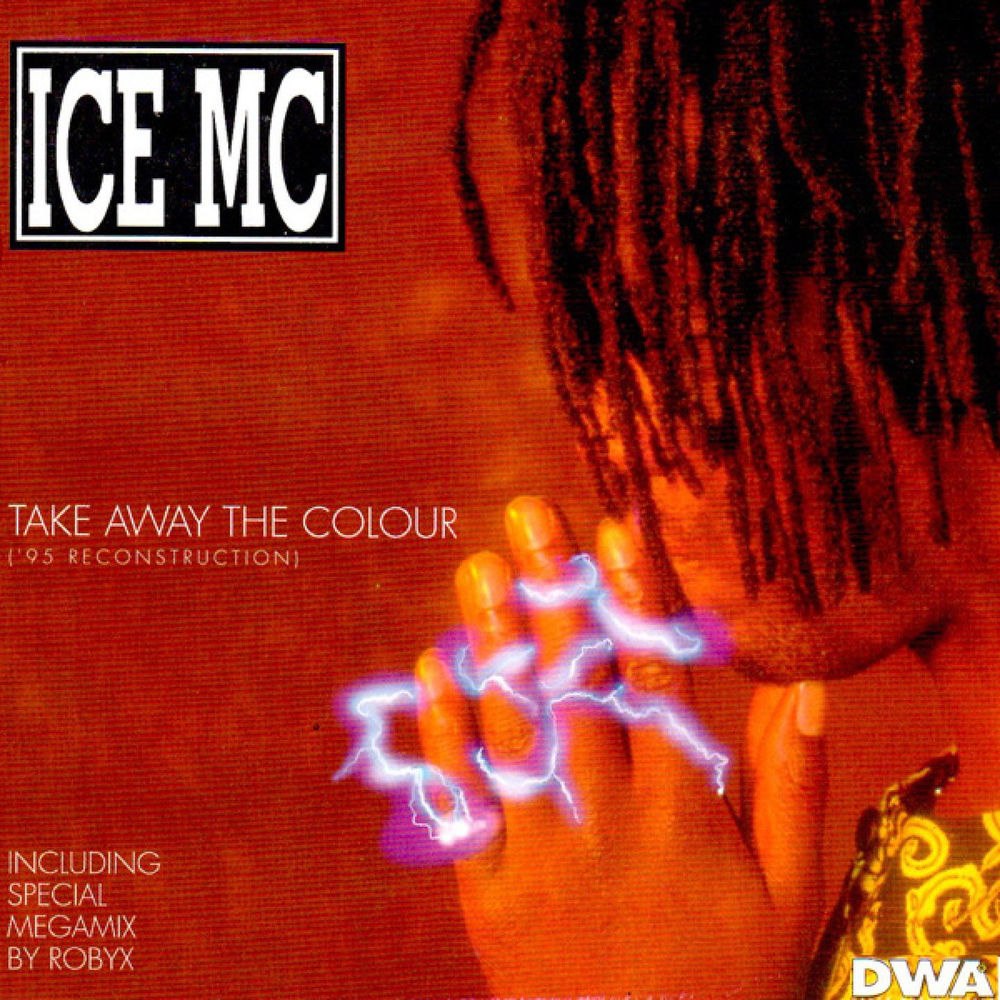 ICE MC
TAKE AWAY THE COLOUR
('95 RECONSTRUCTION)
INCLUDING
SPECIAL
MEGAMIX
BY ROBYX
DWA